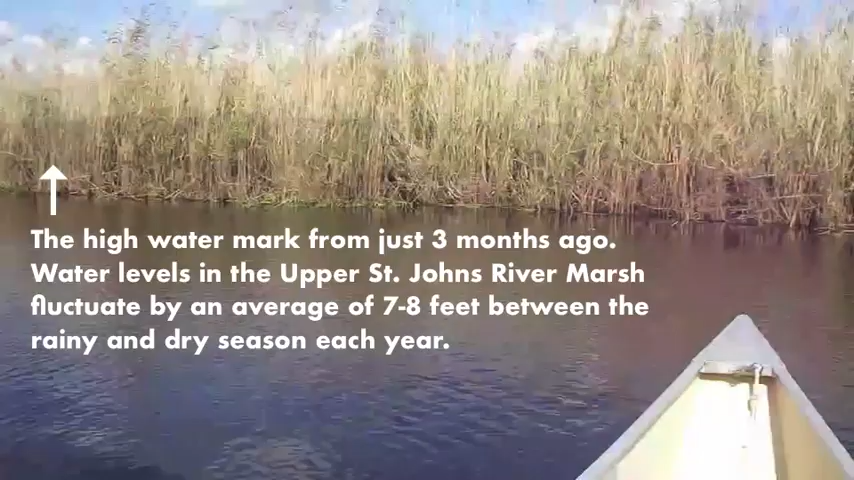 The high water mark from just 3 months ago.
Water levels in the Upper St. Johns River Marsh
fluctuate by an average of 7-8 feet between the
rainy and dry season each year.